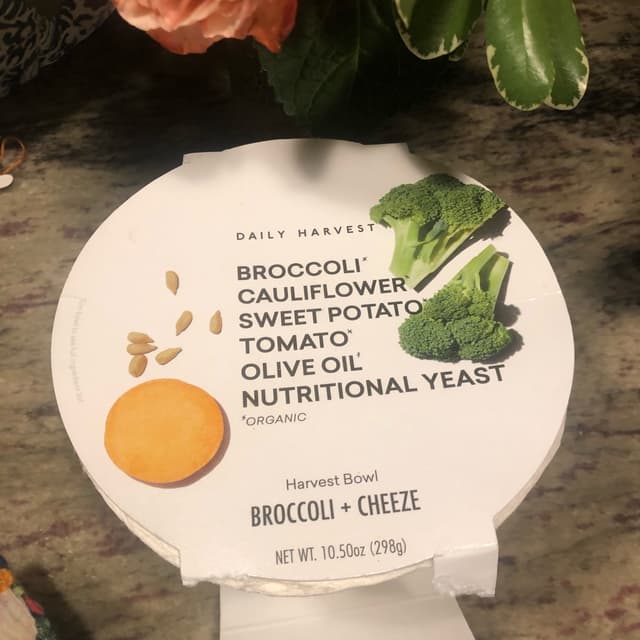 DAILY HARVEST
BROCCOLI*
CAULIFLOWER
SWEET POTATO*
TOMATO*
OLIVE OIL*
NUTRITIONAL YEAST
*ORGANIC
Harvest Bowl
BROCCOLI + CHEEZE
NET WT. 10.50oz (298g)